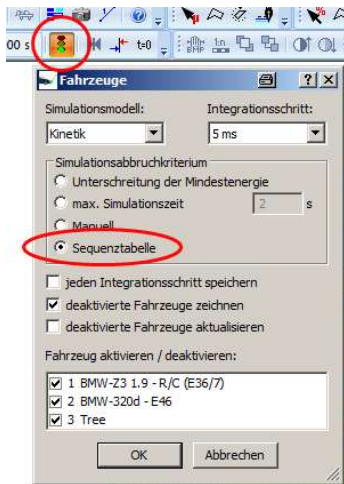 00 s t=0
Fahrzeuge
Simulationsmodell: Integrationsschritt:
Kinetik 5 ms
Simulationsabbruchkriterium
Unterschreitung der Mindestenergie
max. Simulationszeit 2 s
Manuell
Sequenztabelle
jeden Integrationsschritt speichern
deaktivierte Fahrzeuge zeichnen
deaktivierte Fahrzeuge aktualisieren
Fahrzeug aktivieren / deaktivieren:
1 BMW-Z3 1.9 - R/C (E36/7)
2 BMW-320d - E46
3 Tree
OK Abbrechen